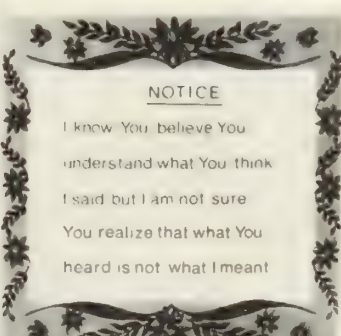 NOTICE
I know You believe You
understand what You think
I said but I am not sure
You realize that what You
heard is not what I meant